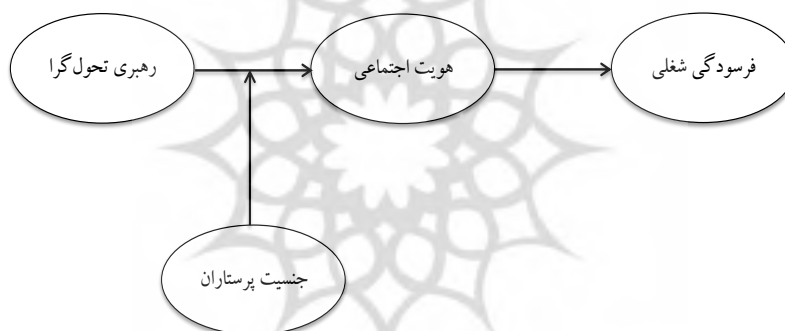 رهبری تحول‌گرا
هویت اجتماعی
فرسودگی شغلی
جنسیت پرستاران